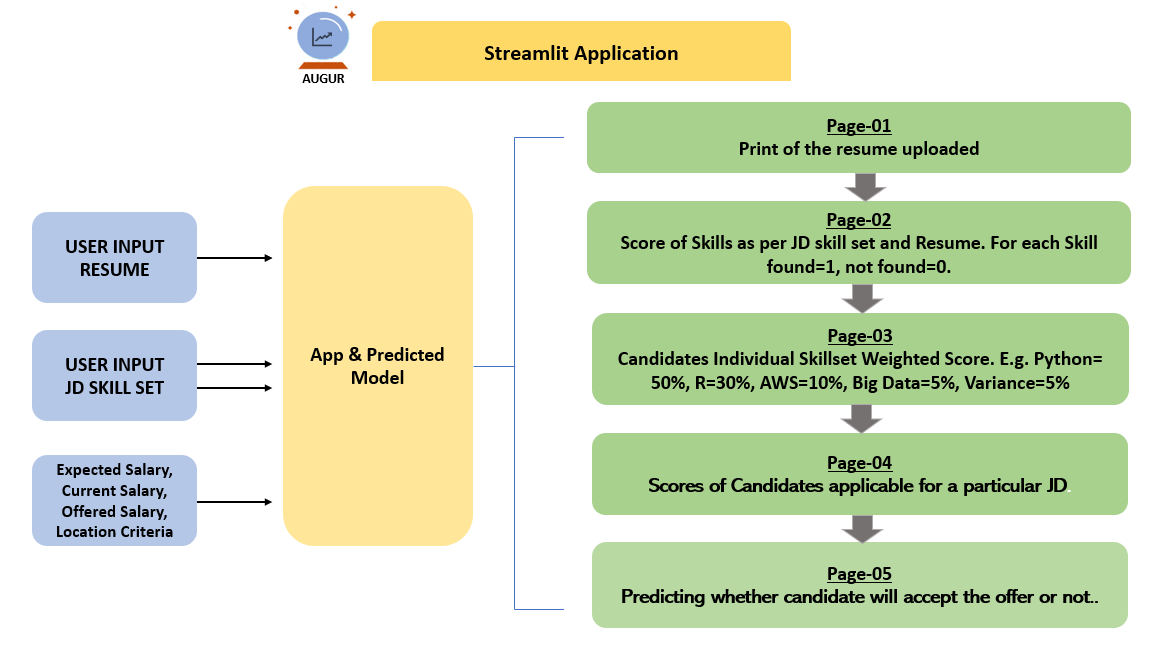 AUGUR
Streamlit Application
USER INPUT
RESUME
USER INPUT
JD SKILL SET
Expected Salary,
Current Salary,
Offered Salary,
Location Criteria
App & Predicted
Model
Page-01
Print of the resume uploaded
Page-02
Score of Skills as per JD skill set and Resume. For each Skill
found=1, not found=0.
Page-03
Candidates Individual Skillset Weighted Score. E.g. Python=
50%, R=30%, AWS=10%, Big Data=5%, Variance=5%
Page-04
Scores of Candidates applicable for a particular JD.
Page-05
Predicting whether candidate will accept the offer or not..